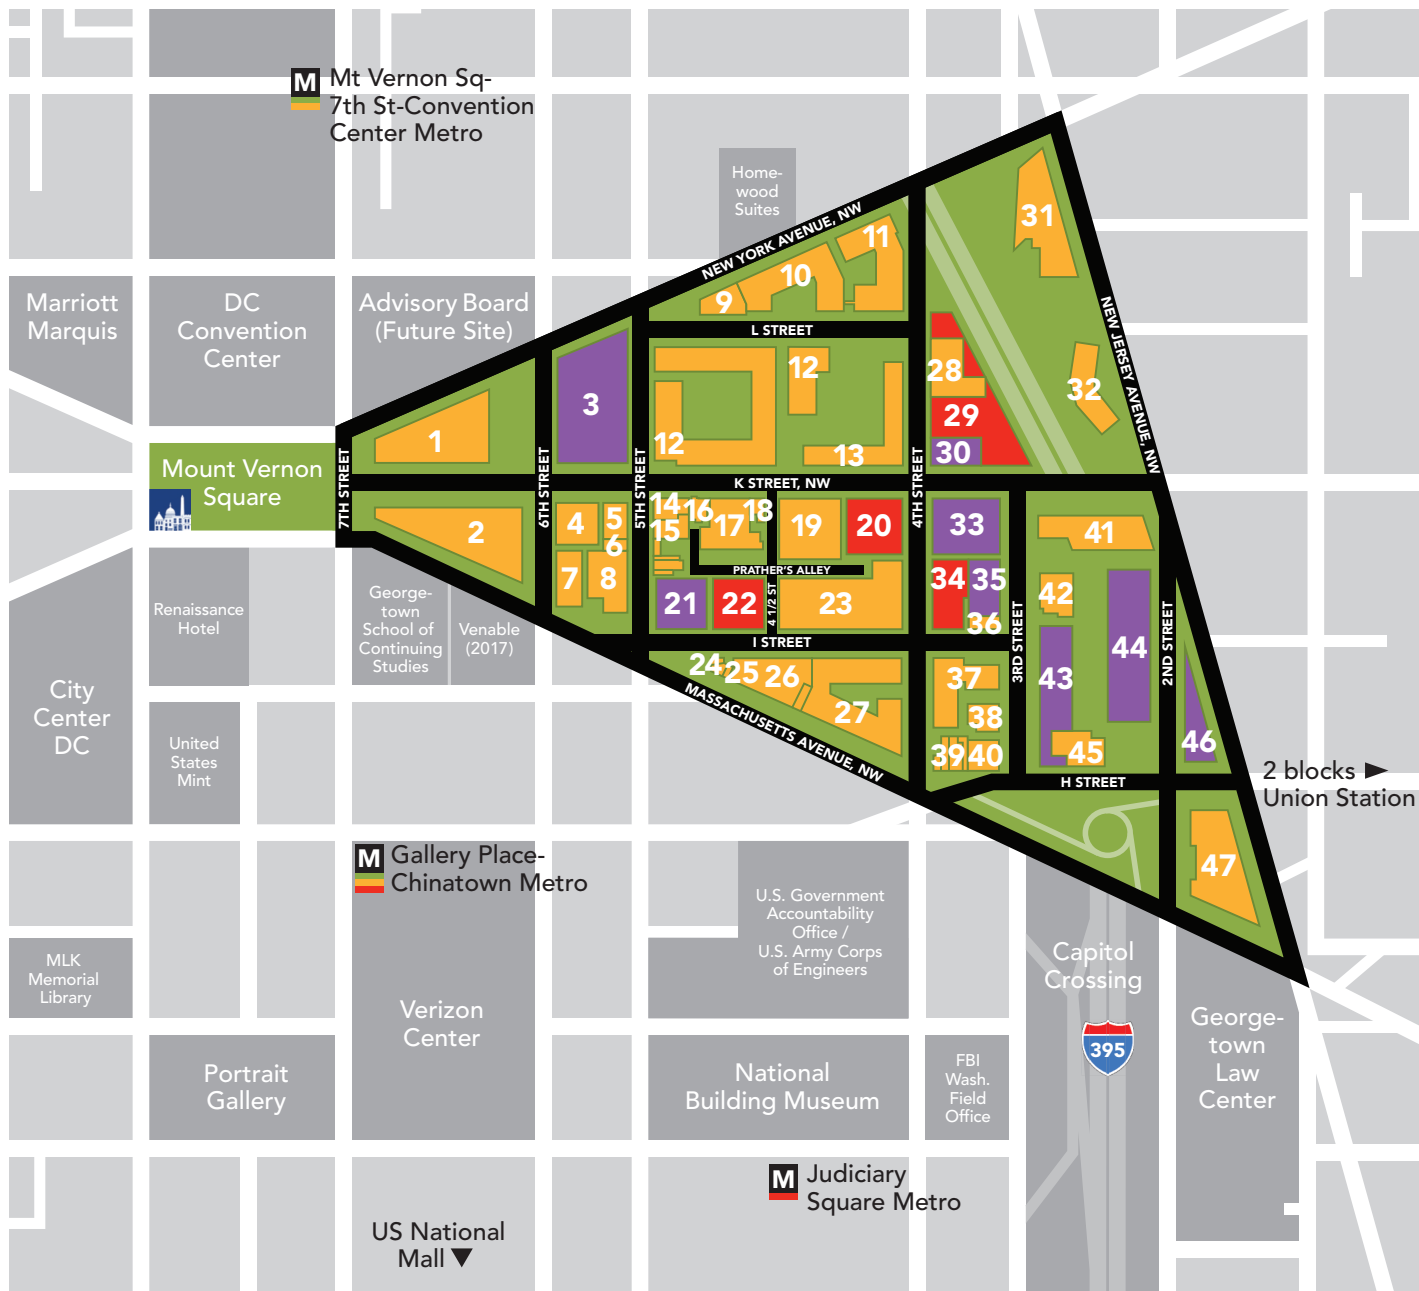 M
Mt Vernon Sq-
7th St-Convention
Center Metro
Home-
wood
Suites
NEW YORK AVENUE, NW
31
11
10
9
Marriott
Marquis
DC
Convention
Center
Advisory Board
(Future Site)
L STREET
NEW JERSEY AVENUE, NW
12
28
32
3
29
1
12
13
30
Mount Vernon
Square
7TH STREET
6TH STREET
5TH STREET
K STREET, NW
4TH STREET
2
4
5
6
7
8
14
15
16
17
18
19
20
33
41
PRATHER'S ALLEY
21
22
4 1/2 ST
23
34
35
36
42
43
44
3RD STREET
2ND STREET
I STREET
Renaissance
Hotel
George-
town
School of
Continuing
Studies
Venable
(2017)
24
25
26
27
37
38
39
40
45
46
MASSACHUSETTS AVENUE, NW
H STREET
City
Center
DC
United
States
Mint
2 blocks
Union Station
M
Gallery Place-
Chinatown Metro
47
U.S. Government
Accountability
Office /
U.S. Army Corps
of Engineers
MLK
Memorial
Library
Capitol
Crossing
Verizon
Center
395
George-
town
Law
Center
Portrait
Gallery
National
Building Museum
FBI
Wash.
Field
Office
M
Judiciary
Square Metro
US National
Mall